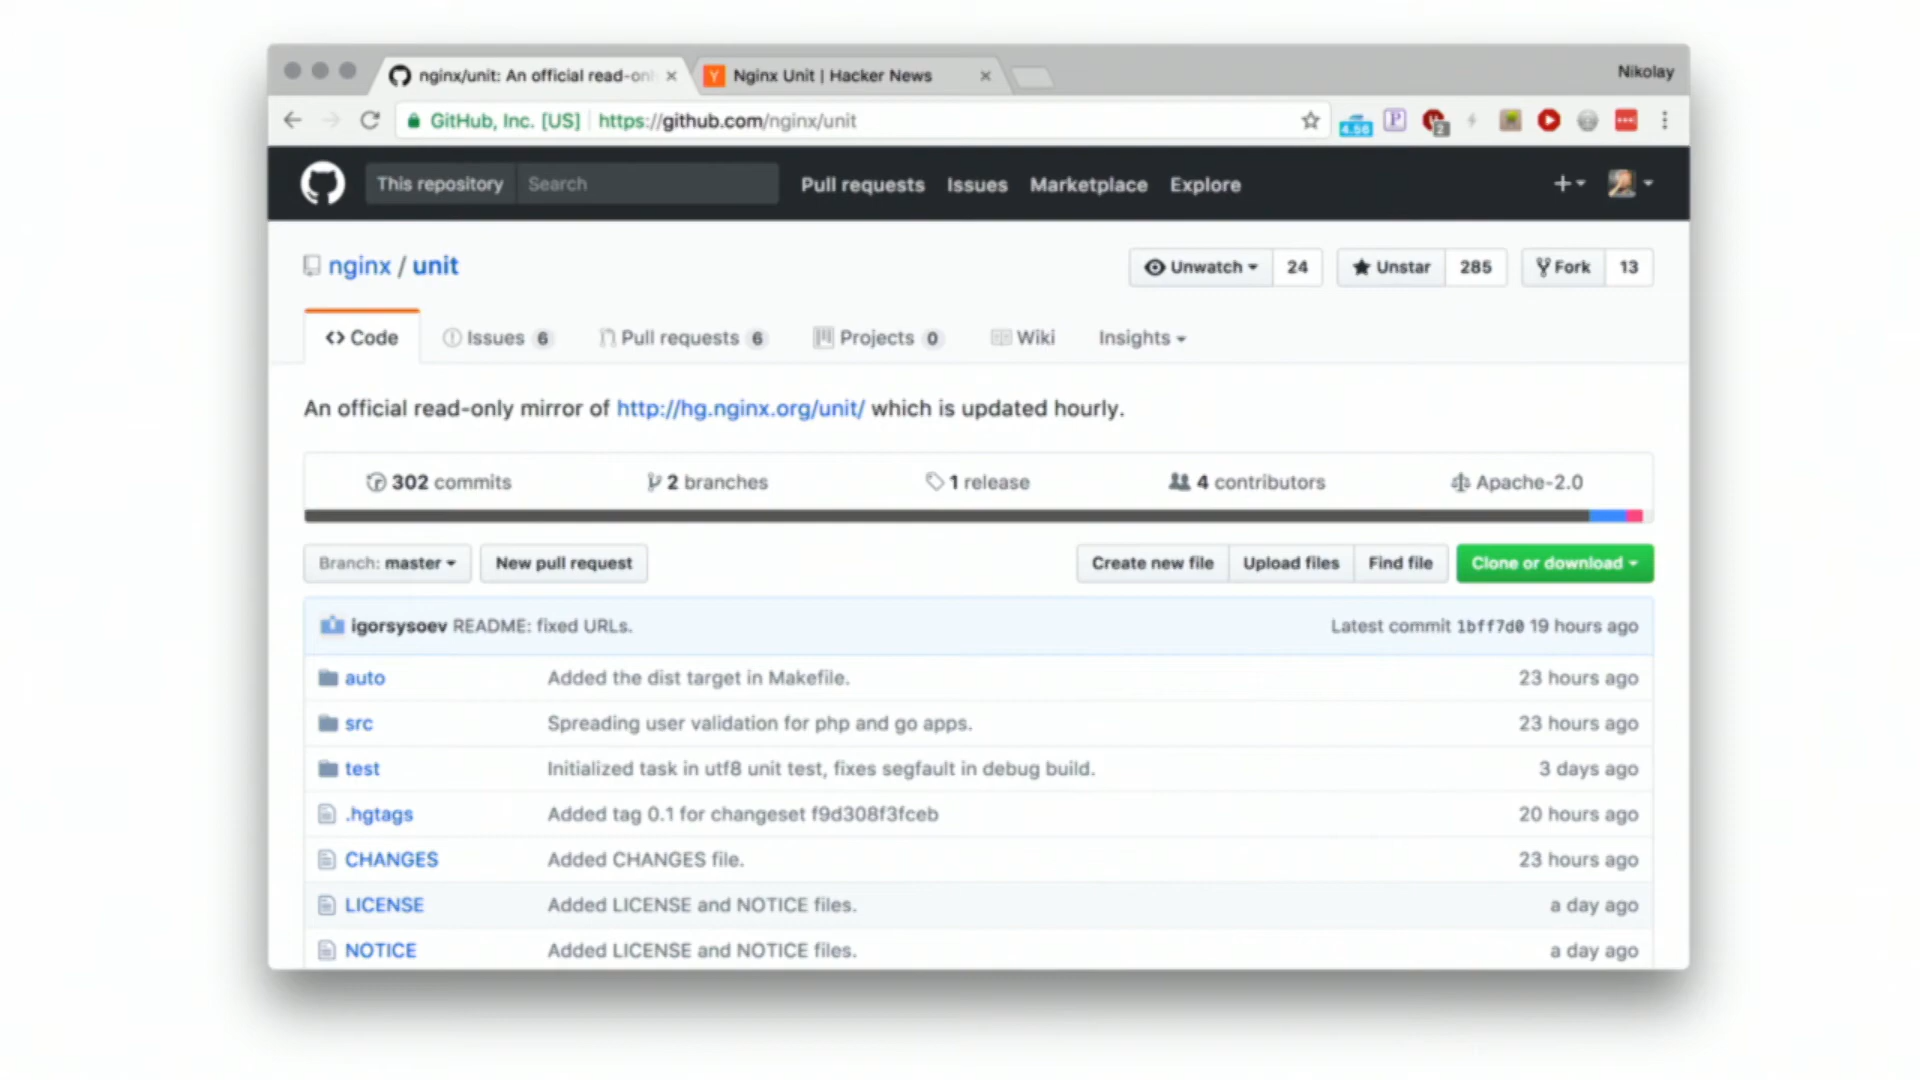 nginx/unit: An official read-onl
Nginx Unit | Hacker News
Nikolay
GitHub, Inc. [US] https://github.com/nginx/unit
4.56
P
2
This repository Search Pull requests Issues Marketplace Explore
nginx / unit
Unwatch 24 Unstar 285 Fork 13
Code Issues 6 Pull requests 6 Projects 0 Wiki Insights
An official read-only mirror of http://hg.nginx.org/unit/ which is updated hourly.
302 commits 2 branches 1 release 4 contributors Apache-2.0
Branch: master New pull request Create new file Upload files Find file Clone or download
igorsysoev README: fixed URLs. Latest commit 1bff7d0 19 hours ago
auto Added the dist target in Makefile. 23 hours ago
src Spreading user validation for php and go apps. 23 hours ago
test Initialized task in utf8 unit test, fixes segfault in debug build. 3 days ago
.hgtags Added tag 0.1 for changeset f9d308f3fceb 20 hours ago
CHANGES Added CHANGES file. 23 hours ago
LICENSE Added LICENSE and NOTICE files. a day ago
NOTICE Added LICENSE and NOTICE files. a day ago